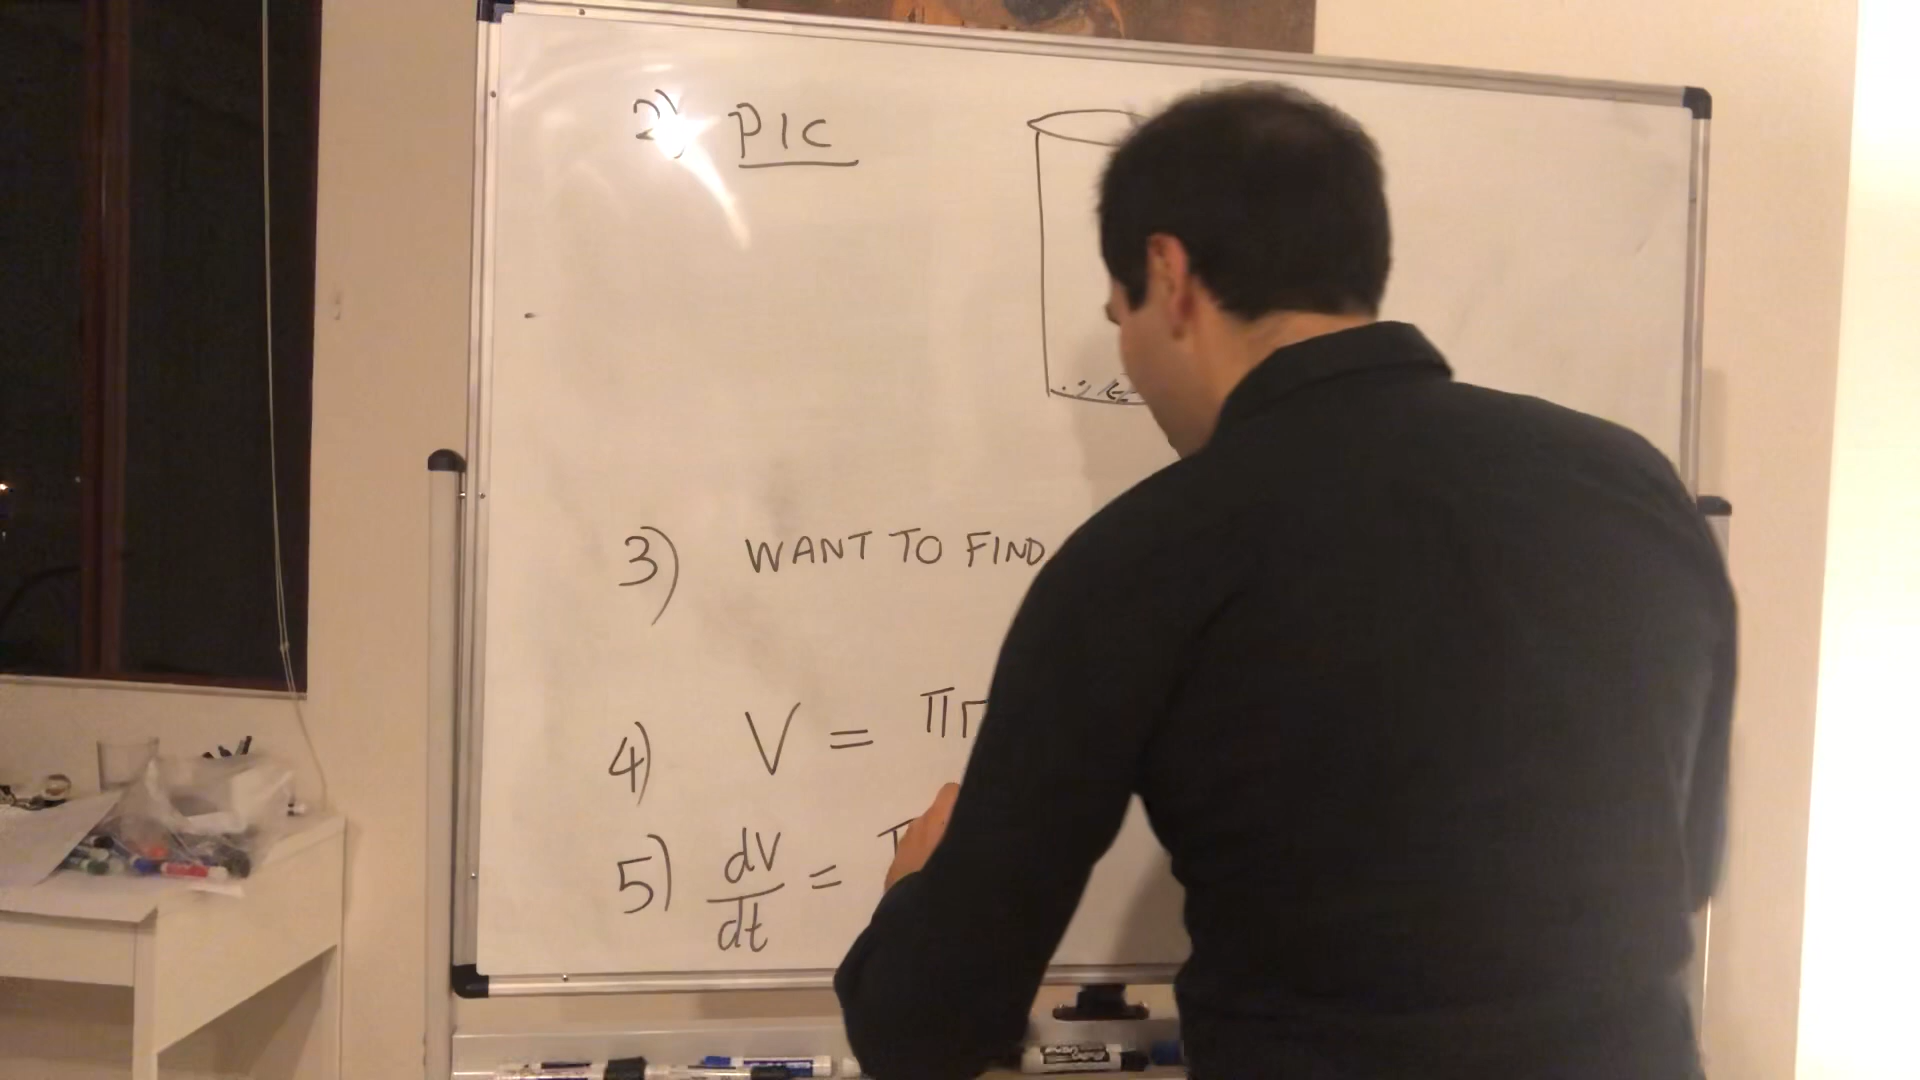 2) PIC
3) WANT TO FIND
4) V = πr
5) dV/dt = π